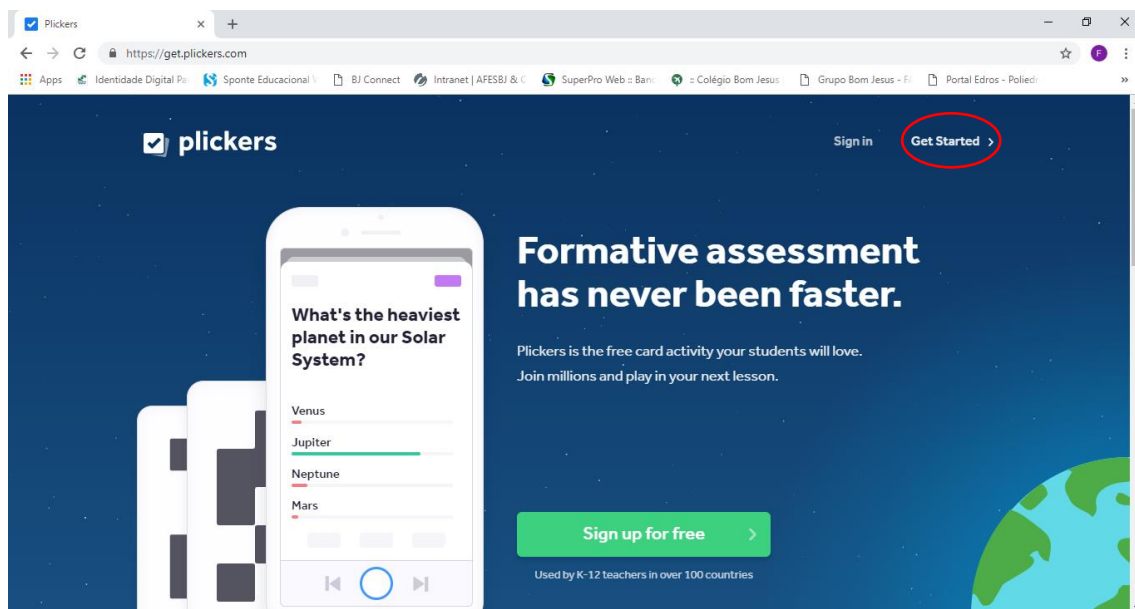 Plickers
https://get.plickers.com
F
Apps
Identidade Digital Pa
Sponte Educacional
BJ Connect
Intranet | AFESBJ &
SuperPro Web :: Banc
:: Colégio Bom Jesus
Grupo Bom Jesus -
Portal Edros - Polied
»
plickers
Sign in
Get Started >
Formative assessment
has never been faster.
Plickers is the free card activity your students will love.
Join millions and play in your next lesson.
What's the heaviest
planet in our Solar
System?
Venus
Jupiter
Neptune
Mars
Sign up for free >
Used by K-12 teachers in over 100 countries